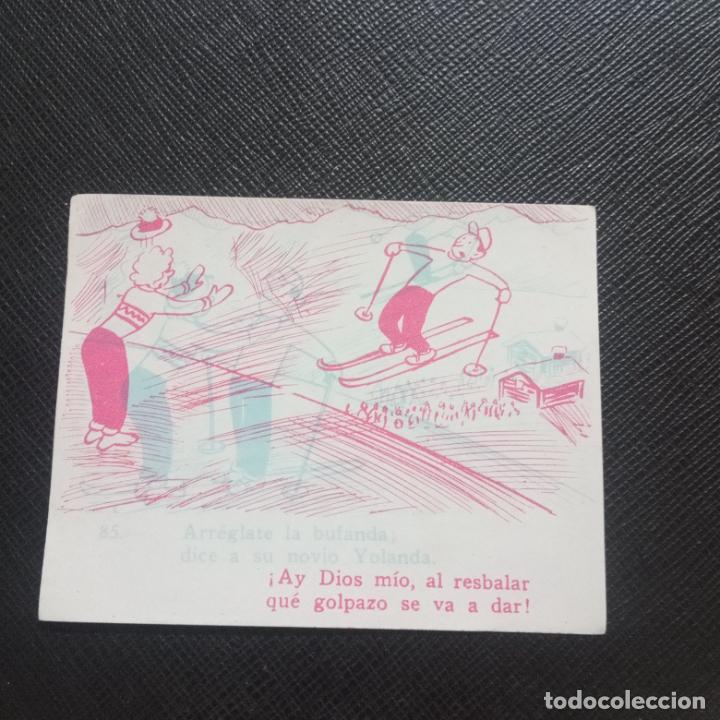 85. Arréglate la bufanda;
dice a su novio Yolanda.
¡Ay Dios mío, al resbalar
qué golpazo se va a dar!
todocoleccion